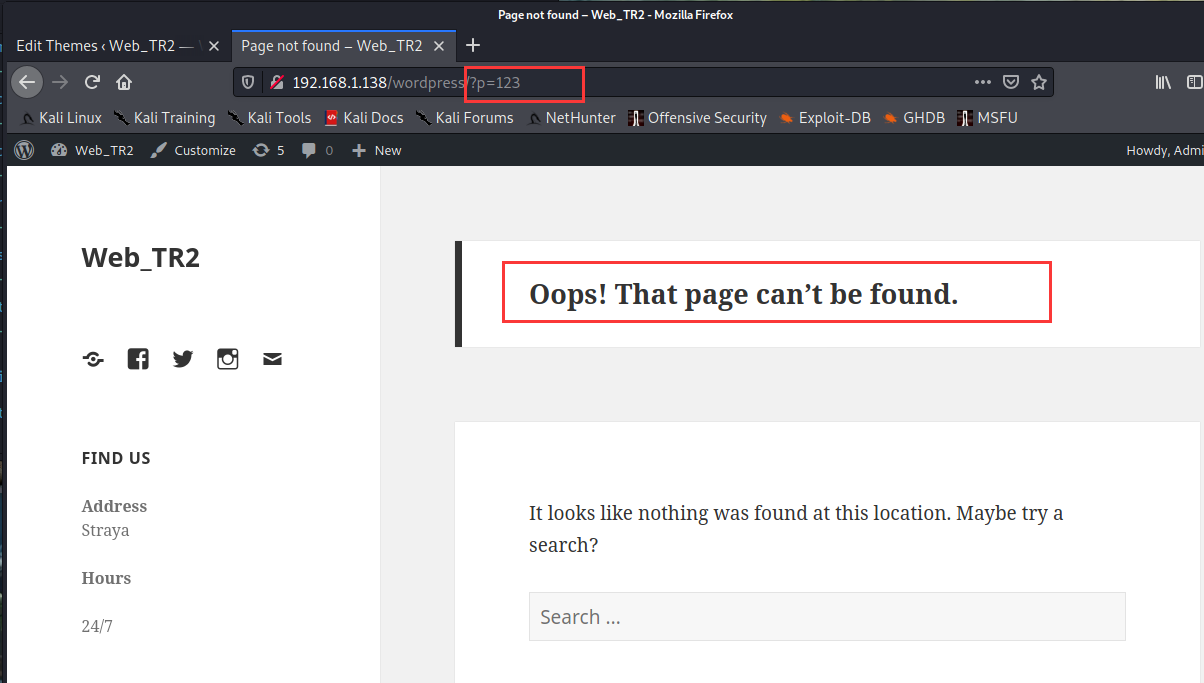 Page not found – Web_TR2 - Mozilla Firefox
Edit Themes ‹ Web_TR2 —
Page not found – Web_TR2
192.168.1.138/wordpress/?p=123
Kali Linux Kali Training Kali Tools Kali Docs Kali Forums NetHunter Offensive Security Exploit-DB GHDB MSFU
Web_TR2 Customize 5 0 New Howdy, Admi
Web_TR2
Oops! That page can’t be found.
FIND US
Address
Straya
Hours
24/7
It looks like nothing was found at this location. Maybe try a
search?
Search …